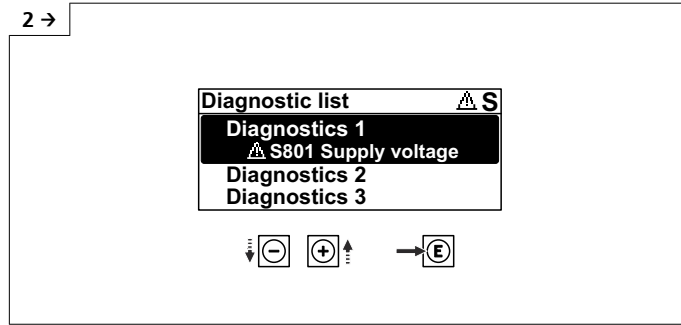 2 →
Diagnostic list ⚠ S
Diagnostics 1
⚠ S801 Supply voltage
Diagnostics 2
Diagnostics 3
− + E